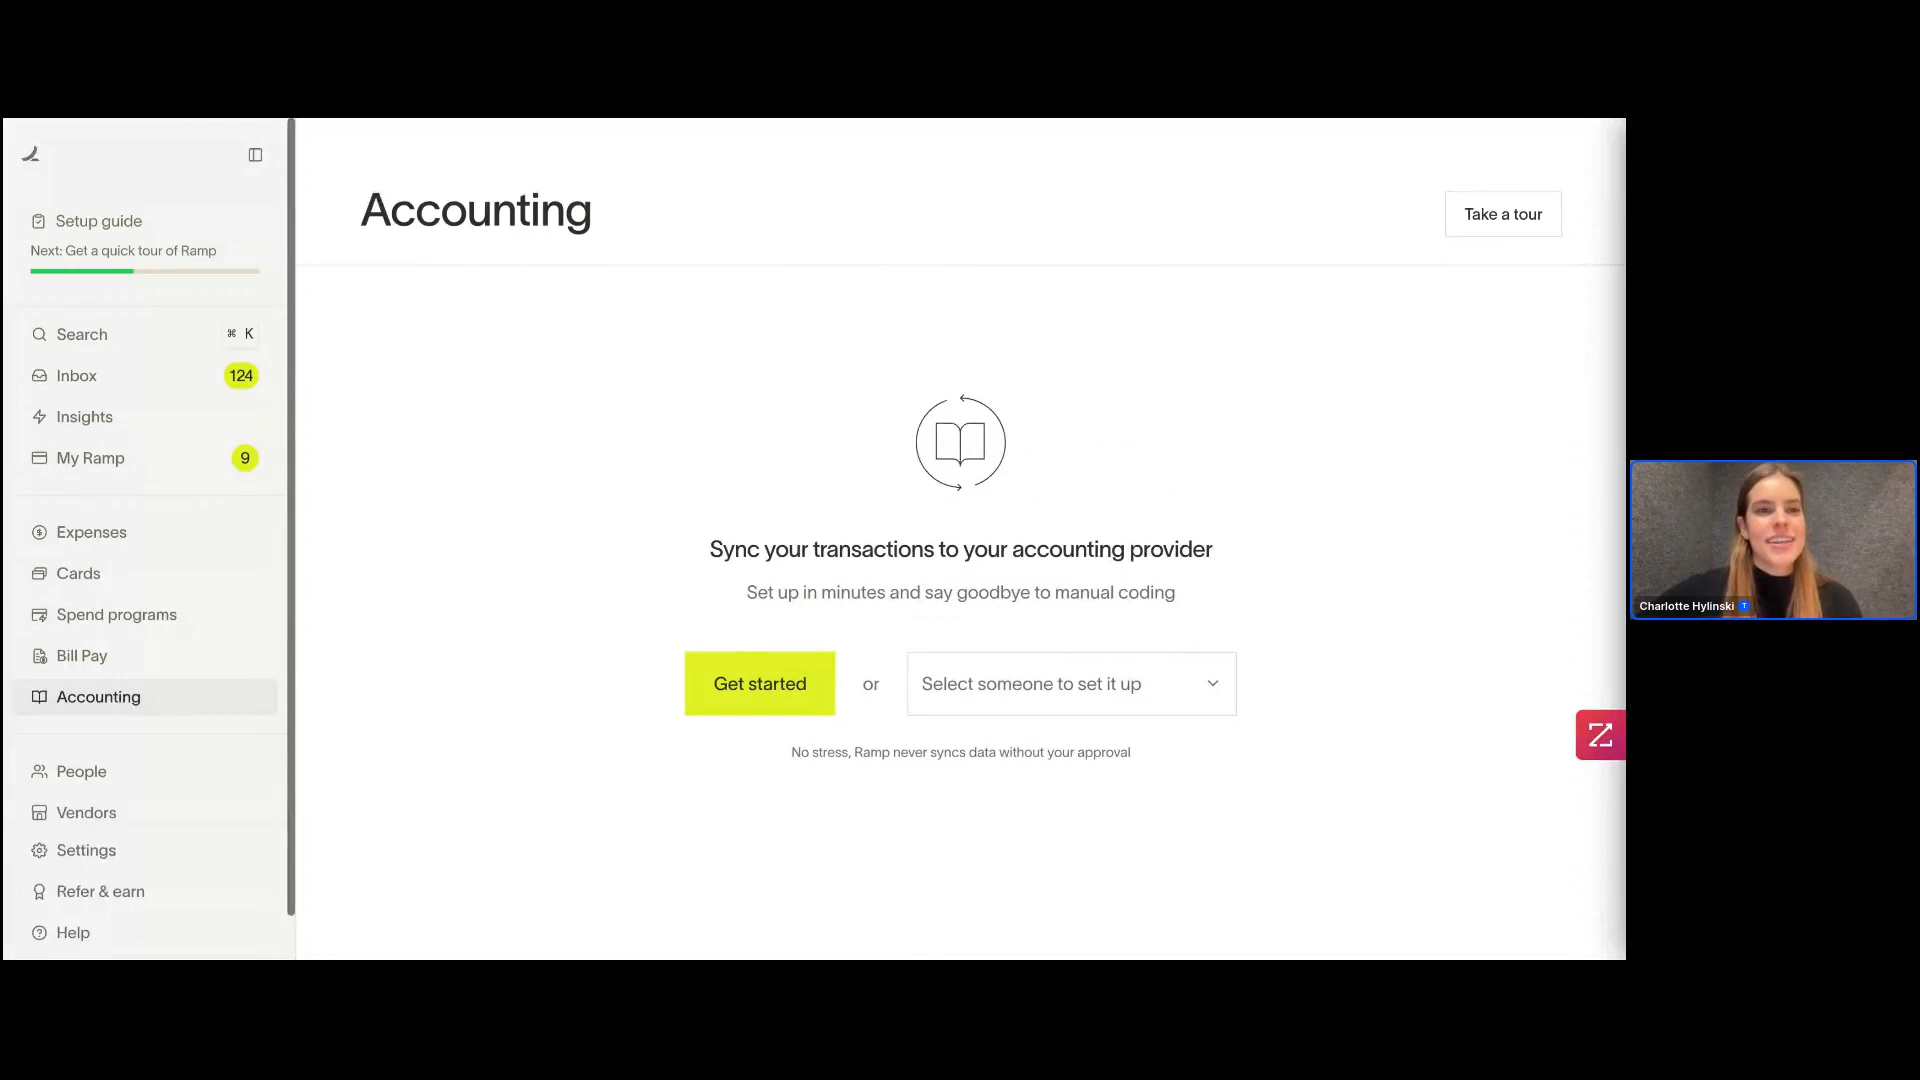 Setup guide
Next: Get a quick tour of Ramp
Search ⌘ K
Inbox 124
Insights
My Ramp 9
Expenses
Cards
Spend programs
Bill Pay
Accounting
People
Vendors
Settings
Refer & earn
Help
Accounting
Take a tour
Sync your transactions to your accounting provider
Set up in minutes and say goodbye to manual coding
Get started or Select someone to set it up
No stress, Ramp never syncs data without your approval
Charlotte Hylinski T